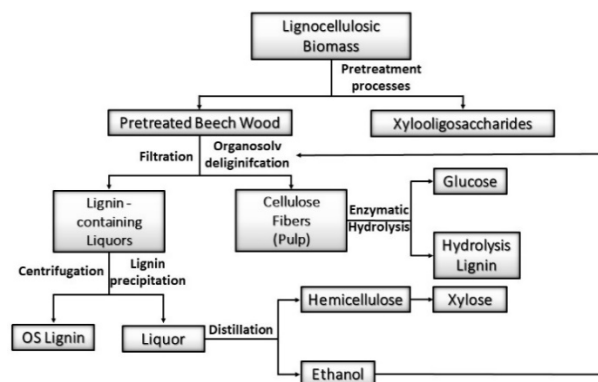 Lignocellulosic
Biomass
Pretreatment
processes
Pretreated Beech Wood
Xylooligosaccharides
Filtration
Organosolv
deliginifcation
Lignin -
containing
Liquors
Cellulose
Fibers
(Pulp)
Enzymatic
Hydrolysis
Glucose
Hydrolysis
Lignin
Centrifugation
Lignin
precipitation
OS Lignin
Liquor
Distillation
Hemicellulose
Xylose
Ethanol